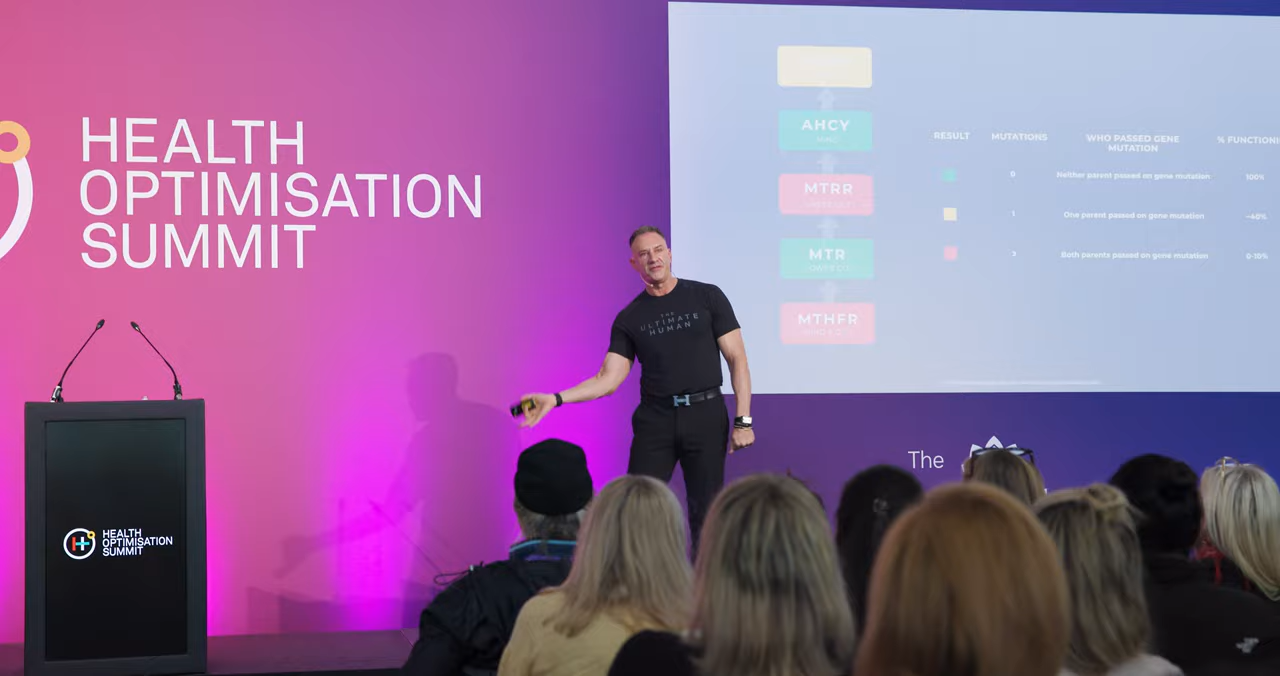 HEALTH
OPTIMISATION
SUMMIT
AHCY
MTRR
MTR
MTHFR
RESULT
MUTATIONS
WHO PASSED GENE
MUTATION
% FUNCTIONI
0
Neither parent passed on gene mutation
100%
1
One parent passed on gene mutation
~40%
Both parents passed on gene mutation
0-10%
THE
ULTIMATE
HUMAN
The
HEALTH
OPTIMISATION
SUMMIT